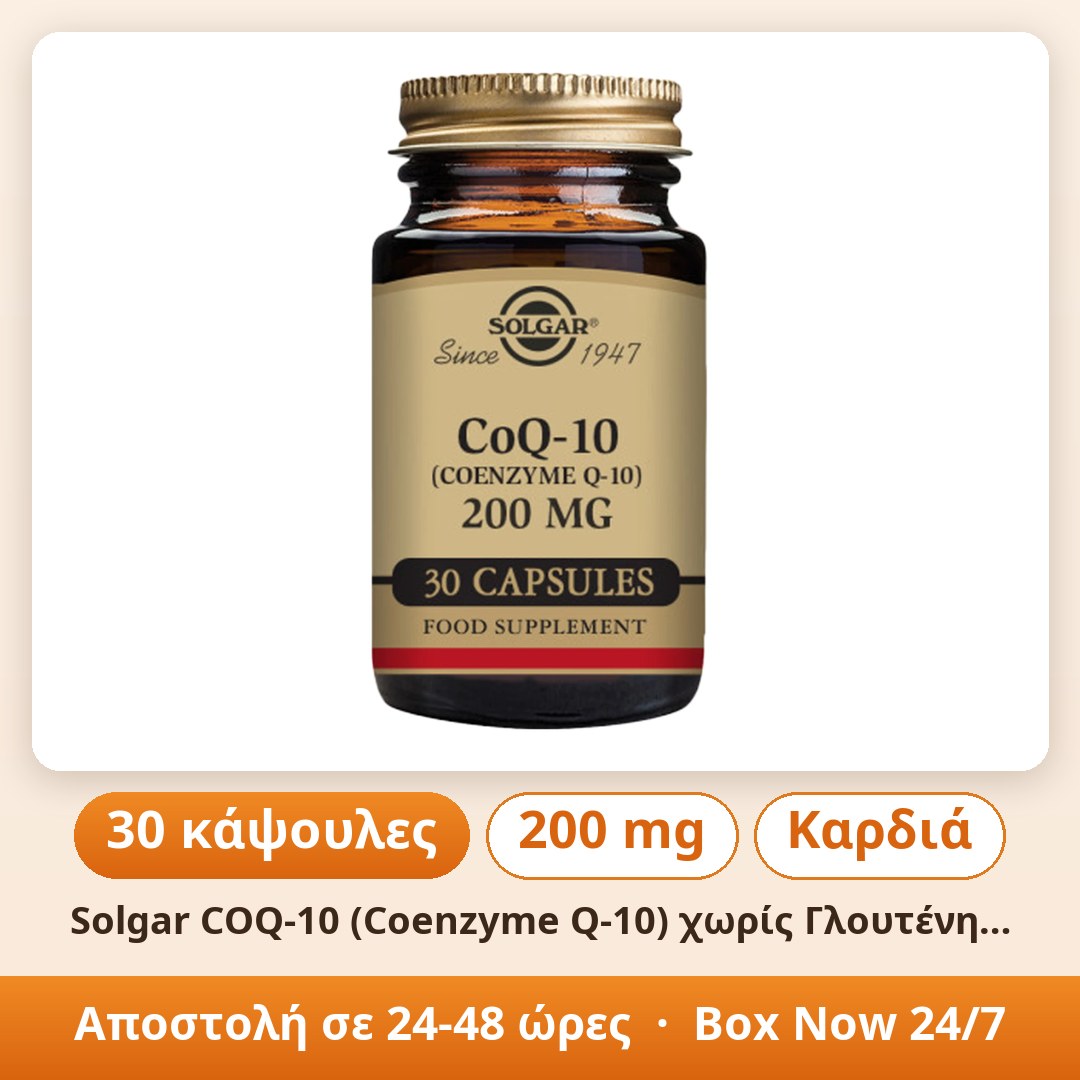 SOLGAR®
Since 1947
CoQ-10
(COENZYME Q-10)
200 MG
30 CAPSULES
FOOD SUPPLEMENT
30 κάψουλες 200 mg Καρδιά
Solgar COQ-10 (Coenzyme Q-10) χωρίς Γλουτένη...
Αποστολή σε 24-48 ώρες · Box Now 24/7